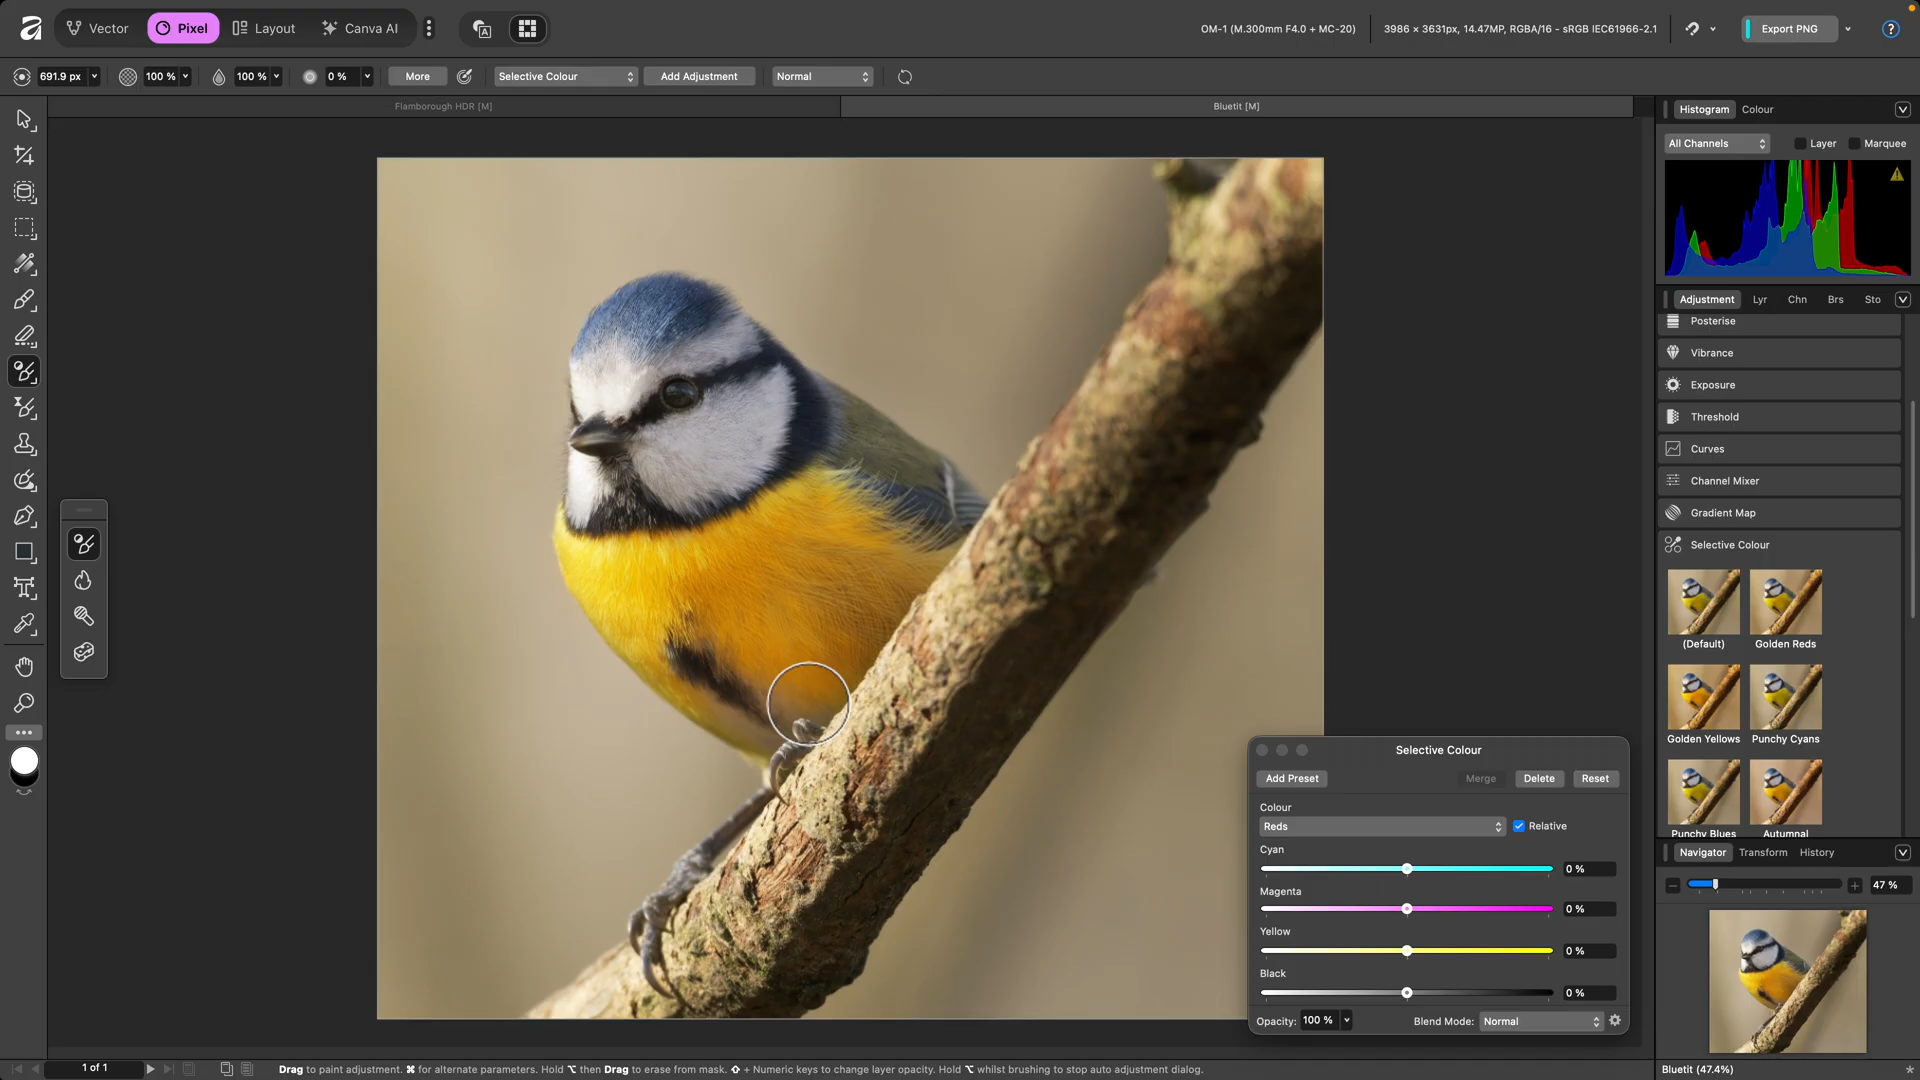 Vector
Pixel
Layout
Canva AI
OM-1 (M.300mm F4.0 + MC-20)
3986 × 3631px, 14.47MP, RGBA/16 - sRGB IEC61966-2.1
Export PNG
?
691.9 px
100 %
100 %
0 %
More
Selective Colour
Add Adjustment
Normal
Flamborough HDR [M]
Bluetit [M]
Histogram
Colour
All Channels
Layer
Marquee
Adjustment
Lyr
Chn
Brs
Sto
Posterise
Vibrance
Exposure
Threshold
Curves
Channel Mixer
Gradient Map
Selective Colour
(Default)
Golden Reds
Golden Yellows
Punchy Cyans
Punchy Blues
Autumnal
Selective Colour
Add Preset
Merge
Delete
Reset
Colour
Reds
Relative
Cyan
0 %
Magenta
0 %
Yellow
0 %
Black
0 %
Opacity: 100 %
Blend Mode: Normal
Navigator
Transform
History
47 %
1 of 1
Drag to paint adjustment. ⌘ for alternate parameters. Hold ⌥ then Drag to erase from mask. ⇧ + Numeric keys to change layer opacity. Hold ⌥ whilst brushing to stop auto adjustment dialog.
Bluetit (47.4%)